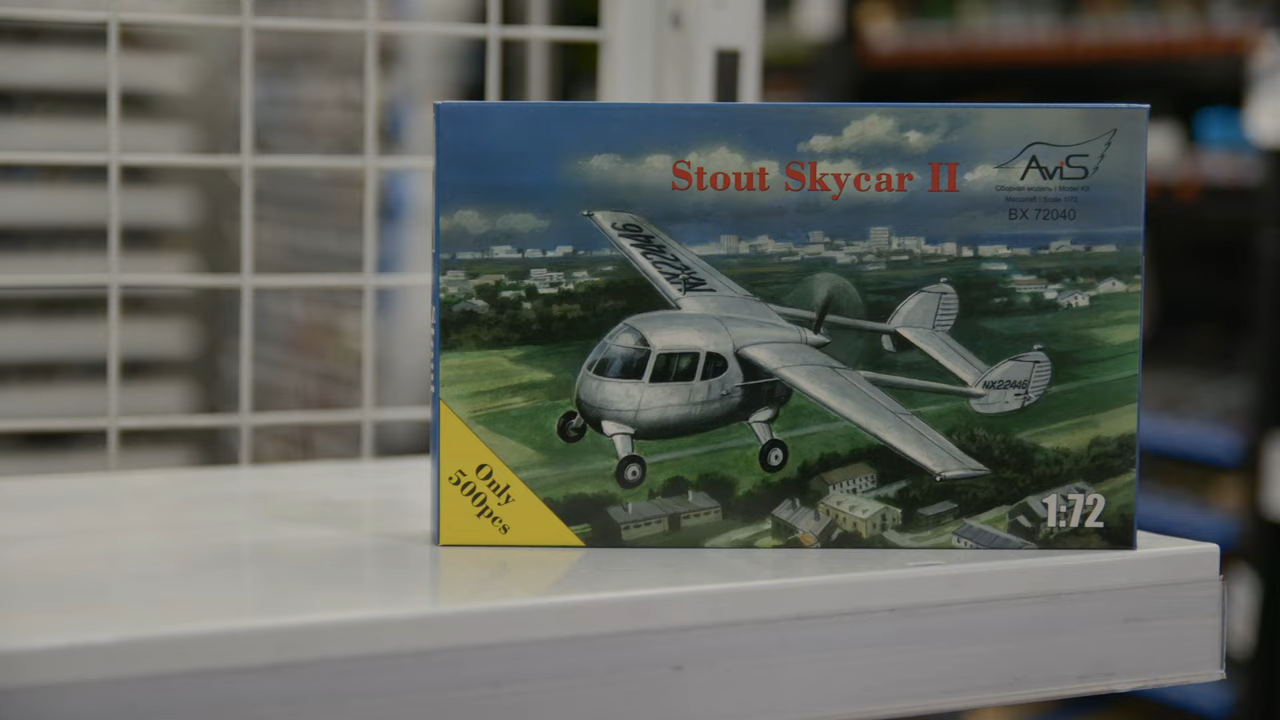 Stout Skycar II
AviS
Сборная модель | Model Kit
Масштаб | Scale 1:72
BX 72040
NX22446
NX22446
Only
500pcs
1:72